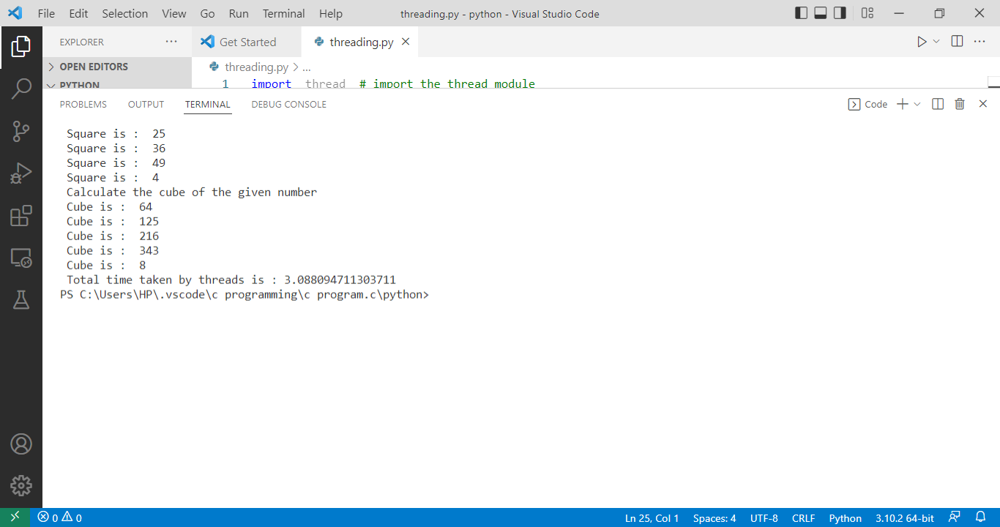 File Edit Selection View Go Run Terminal Help threading.py - python - Visual Studio Code
EXPLORER ··· Get Started threading.py
OPEN EDITORS threading.py > ...
PYTHON 1 import _thread # import the thread module
PROBLEMS OUTPUT TERMINAL DEBUG CONSOLE Code
Square is :  25
Square is :  36
Square is :  49
Square is :  4
Calculate the cube of the given number
Cube is :  64
Cube is :  125
Cube is :  216
Cube is :  343
Cube is :  8
Total time taken by threads is : 3.088094711303711
PS C:\Users\HP\.vscode\c programming\c program.c\python>
0 0 Ln 25, Col 1 Spaces: 4 UTF-8 CRLF Python 3.10.2 64-bit